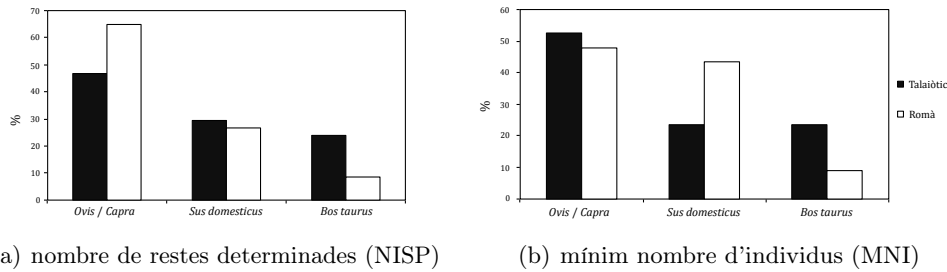 70
60
50
40
30
20
10
0
%
Ovis / Capra
Sus domesticus
Bos taurus
60
50
40
30
20
10
0
%
Ovis / Capra
Sus domesticus
Bos taurus
Talaiòtic
Romà
a) nombre de restes determinades (NISP)
(b) mínim nombre d'individus (MNI)